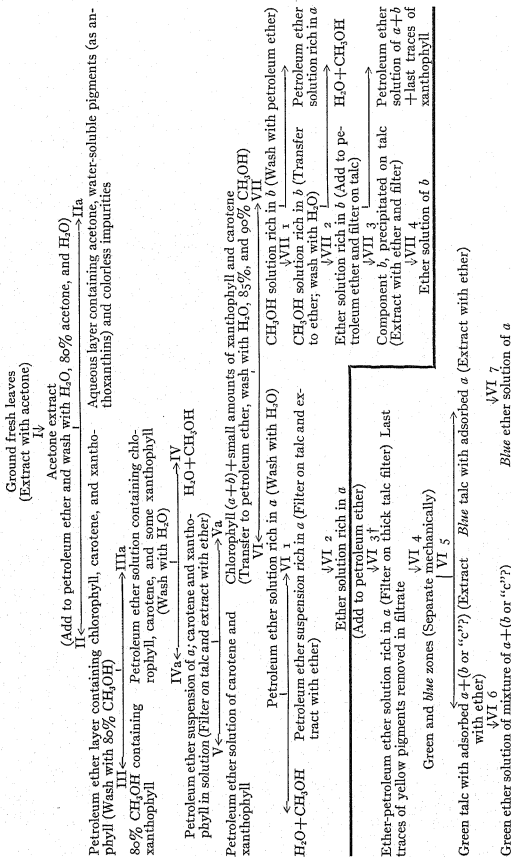 Ground fresh leaves
(Extract with acetone)
I↓
Acetone extract
(Add to petroleum ether and wash with H₂O, 80% acetone, and H₂O)
II← →IIa
Petroleum ether layer containing chlorophyll, carotene, and xantho-
phyll (Wash with 80% CH₃OH)
Aqueous layer containing acetone, water-soluble pigments (as an-
thoxanthins) and colorless impurities
III← →IIIa
80% CH₃OH containing
xanthophyll
Petroleum ether solution containing chlo-
rophyll, carotene, and some xanthophyll
(Wash with H₂O)
IVa← →IV
Petroleum ether suspension of a; carotene and xantho-
phyll in solution (Filter on talc and extract with ether)
H₂O+CH₃OH
V← →Va
Petroleum ether solution of carotene and
xanthophyll
Chlorophyll (a+b)+small amounts of xanthophyll and carotene
(Transfer to petroleum ether, wash with H₂O, 85%, and 90% CH₃OH)
VI← →VII
Petroleum ether solution rich in a (Wash with H₂O)
←→VI 1
H₂O+CH₃OH
Petroleum ether suspension rich in a (Filter on talc and ex-
tract with ether)
↓VI 2
Ether solution rich in a
(Add to petroleum ether)
↓VI 3†
Ether-petroleum ether solution rich in a (Filter on thick talc filter) Last
traces of yellow pigments removed in filtrate
↓VI 4
Green and blue zones (Separate mechanically)
VI 5
Green talc with adsorbed a+(b or "c"?) (Extract
with ether)
↓VI 6
Green ether solution of mixture of a+(b or "c"?)
Blue talc with adsorbed a (Extract with ether)
↓VI 7
Blue ether solution of a
CH₃OH solution rich in b (Wash with petroleum ether)
↓VII 1
CH₃OH solution rich in b (Transfer
to ether; wash with H₂O)
Petroleum ether
solution rich in a
↓VII 2
Ether solution rich in b (Add to pe-
troleum ether and filter on talc)
H₂O+CH₃OH
↓VII 3
Component b, precipitated on talc
(Extract with ether and filter)
Petroleum ether
solution of a+b
+last traces of
xanthophyll
↓VII 4
Ether solution of b